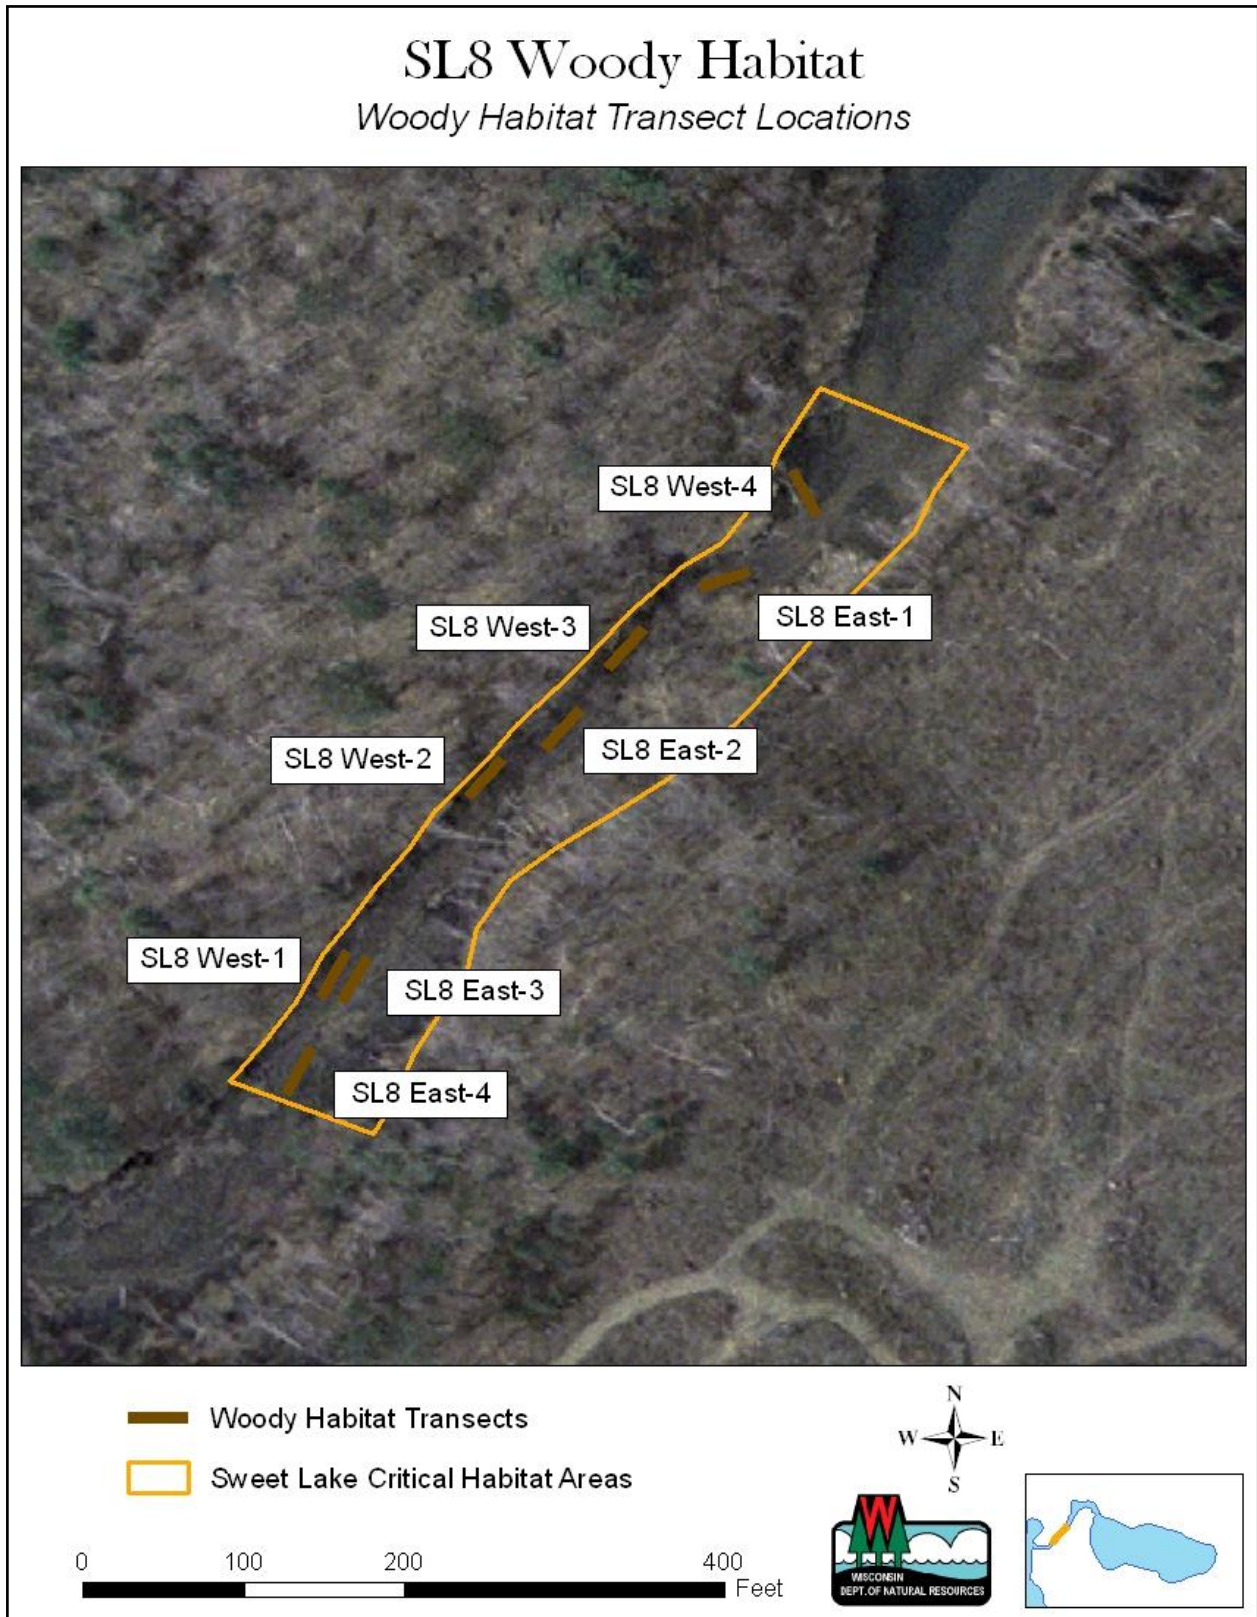 SL8 Woody Habitat
Woody Habitat Transect Locations
SL8 West-4
SL8 East-1
SL8 West-3
SL8 East-2
SL8 West-2
SL8 West-1
SL8 East-3
SL8 East-4
Woody Habitat Transects
Sweet Lake Critical Habitat Areas
N
W E
S
0 100 200 400
Feet
W
WISCONSIN
DEPT. OF NATURAL RESOURCES